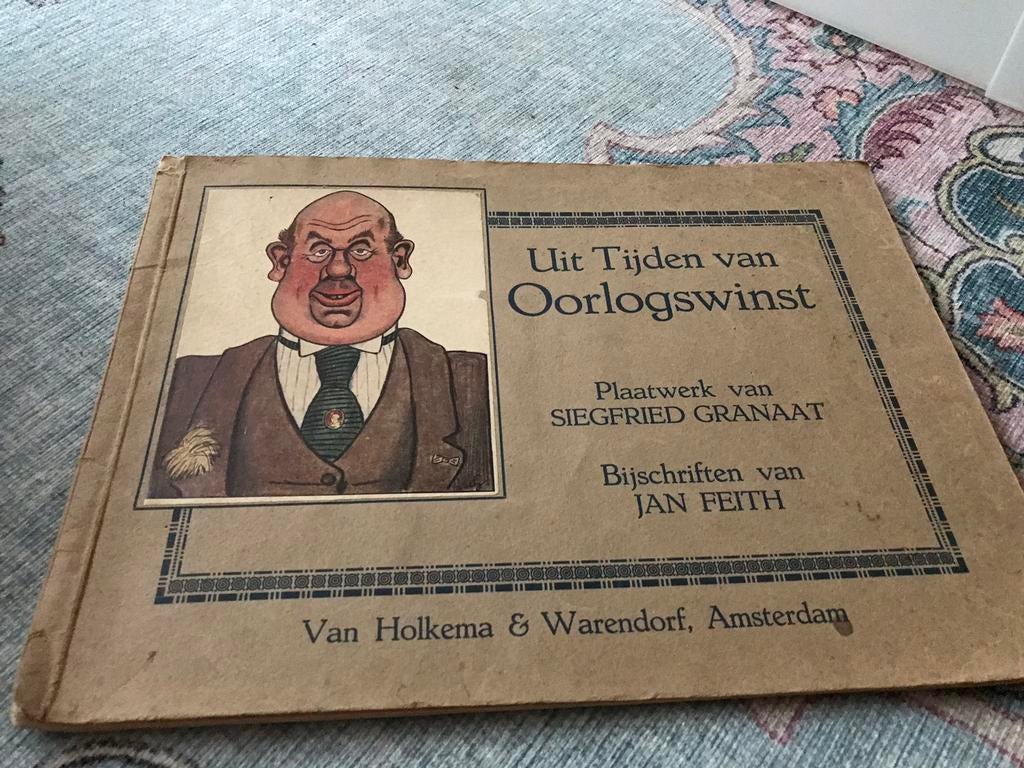 Uit Tijden van
Oorlogswinst
Plaatwerk van
SIEGFRIED GRANAAT
Bijschriften van
JAN FEITH
Van Holkema & Warendorf, Amsterdam